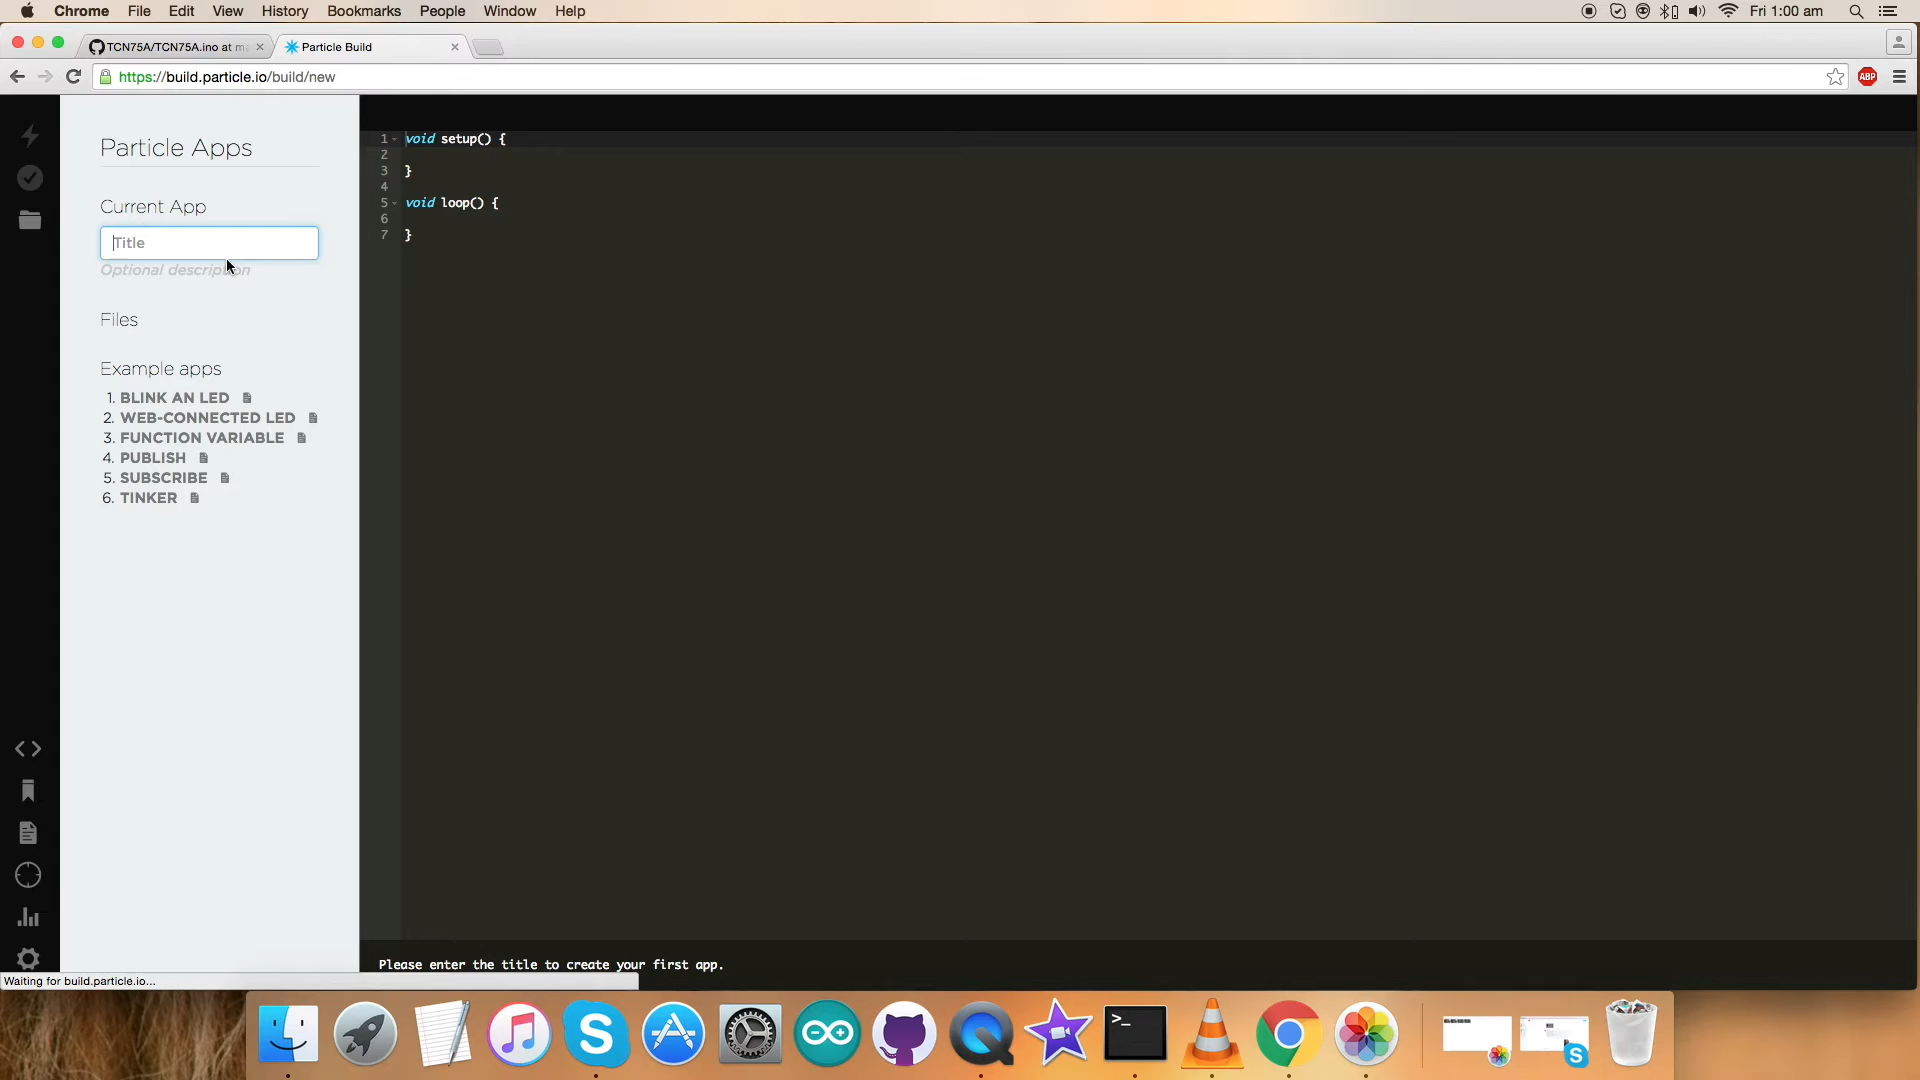 Chrome File Edit View History Bookmarks People Window Help Fri 1:00 am
TCN75A/TCN75A.ino at ma Particle Build
ABP
https://build.particle.io/build/new
Particle Apps
Current App
Title
Optional description
Files
Example apps
1. BLINK AN LED
2. WEB-CONNECTED LED
3. FUNCTION VARIABLE
4. PUBLISH
5. SUBSCRIBE
6. TINKER
1 void setup() {
2
3 }
4
5 void loop() {
6
7 }
Please enter the title to create your first app.
Waiting for build.particle.io...